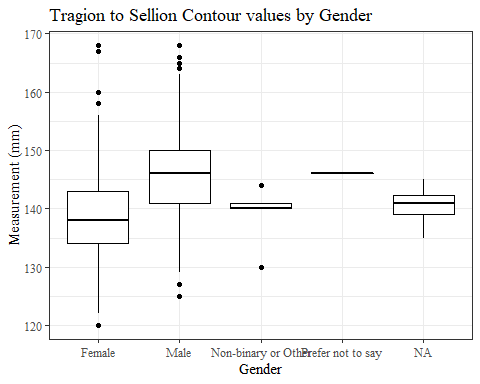 Tragion to Sellion Contour values by Gender
170
160
150
140
130
120
Measurement (mm)
Female Male Non-binary or Other Prefer not to say NA
Gender